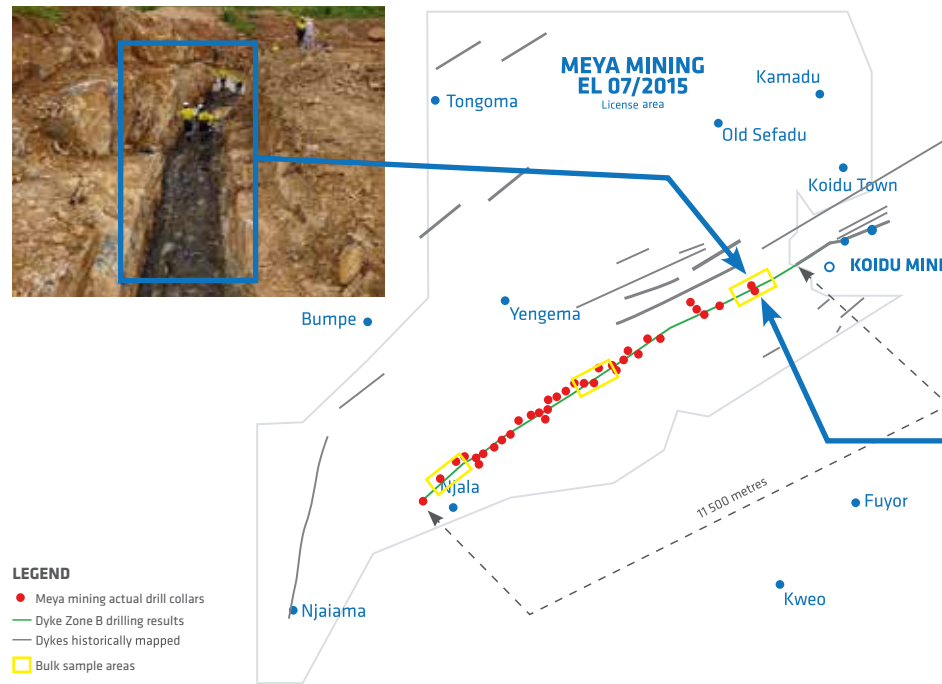 MEYA MINING
EL 07/2015
License area
Kamadu
Tongoma
Old Sefadu
Koidu Town
KOIDU MINI
Yengema
Bumpe
Njala
11 500 metres
Fuyor
Kweo
Njaiama
LEGEND
Meya mining actual drill collars
Dyke Zone B drilling results
Dykes historically mapped
Bulk sample areas